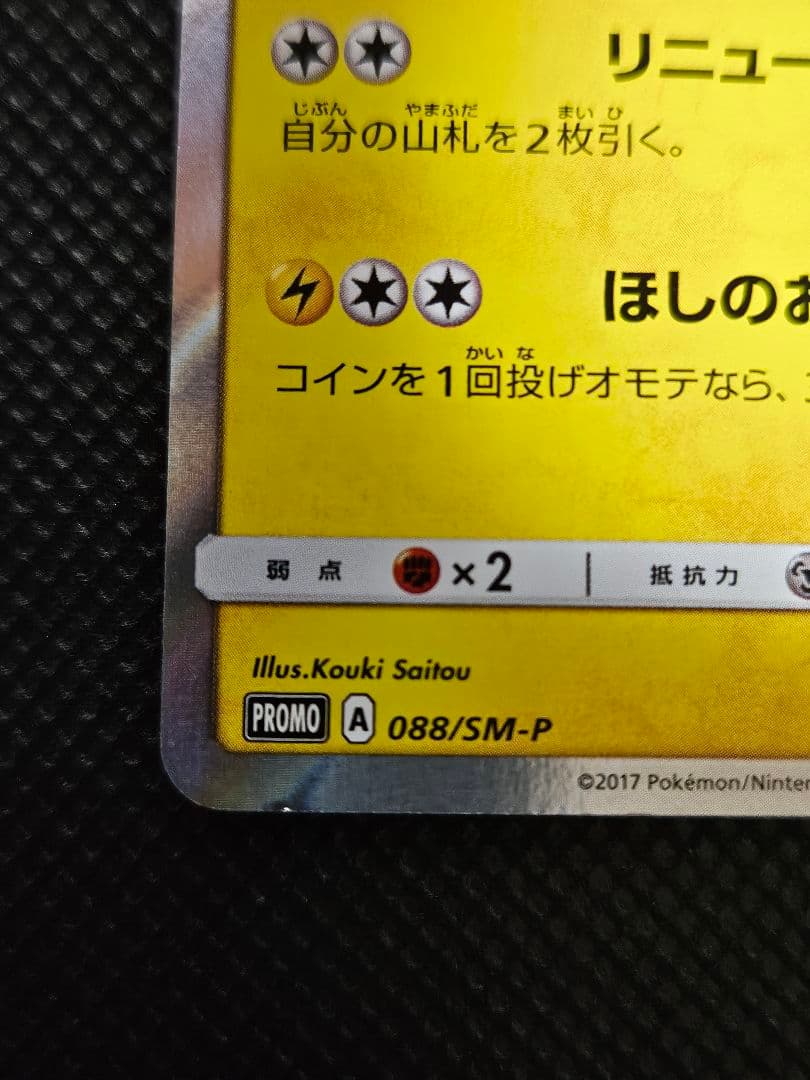 リニュー
じぶん やまふだ まい ひ
自分の山札を2枚引く。
ほしのお
かい な
コインを1回投げオモテなら、
弱点 ×2 抵抗力
Illus.Kouki Saitou
PROMO A 088/SM-P
©2017 Pokémon/Ninten